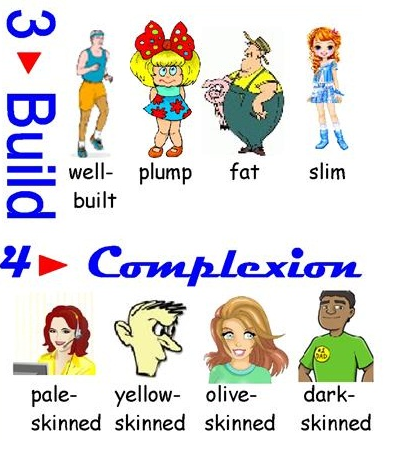 3 ► Build
well-built
plump
fat
slim
4 ► Complexion
pale-skinned
yellow-skinned
olive-skinned
dark-skinned